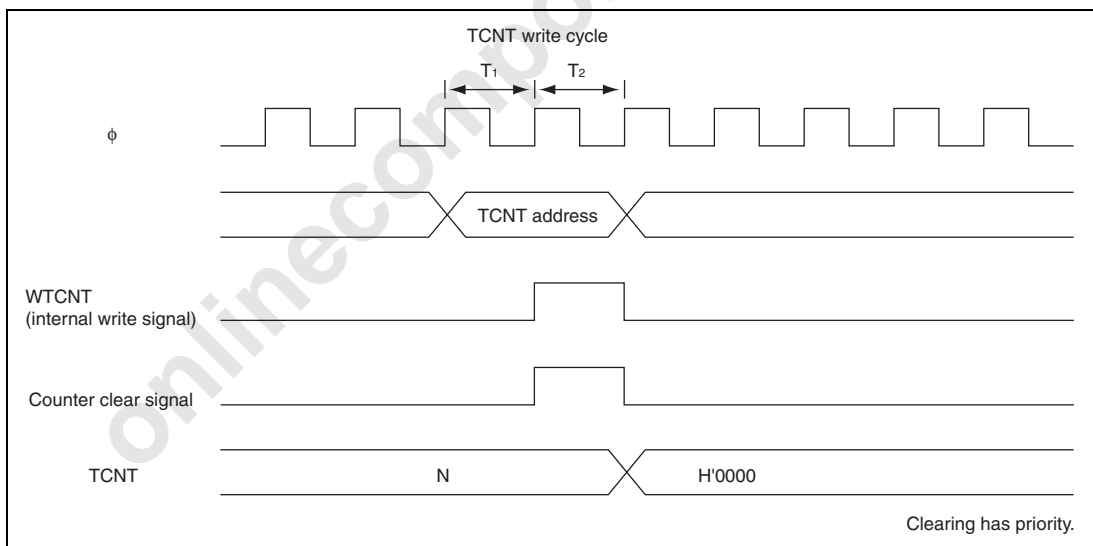 TCNT write cycle
T1 T2
φ
TCNT address
WTCNT
(internal write signal)
Counter clear signal
TCNT N H'0000
Clearing has priority.
onlinecompo